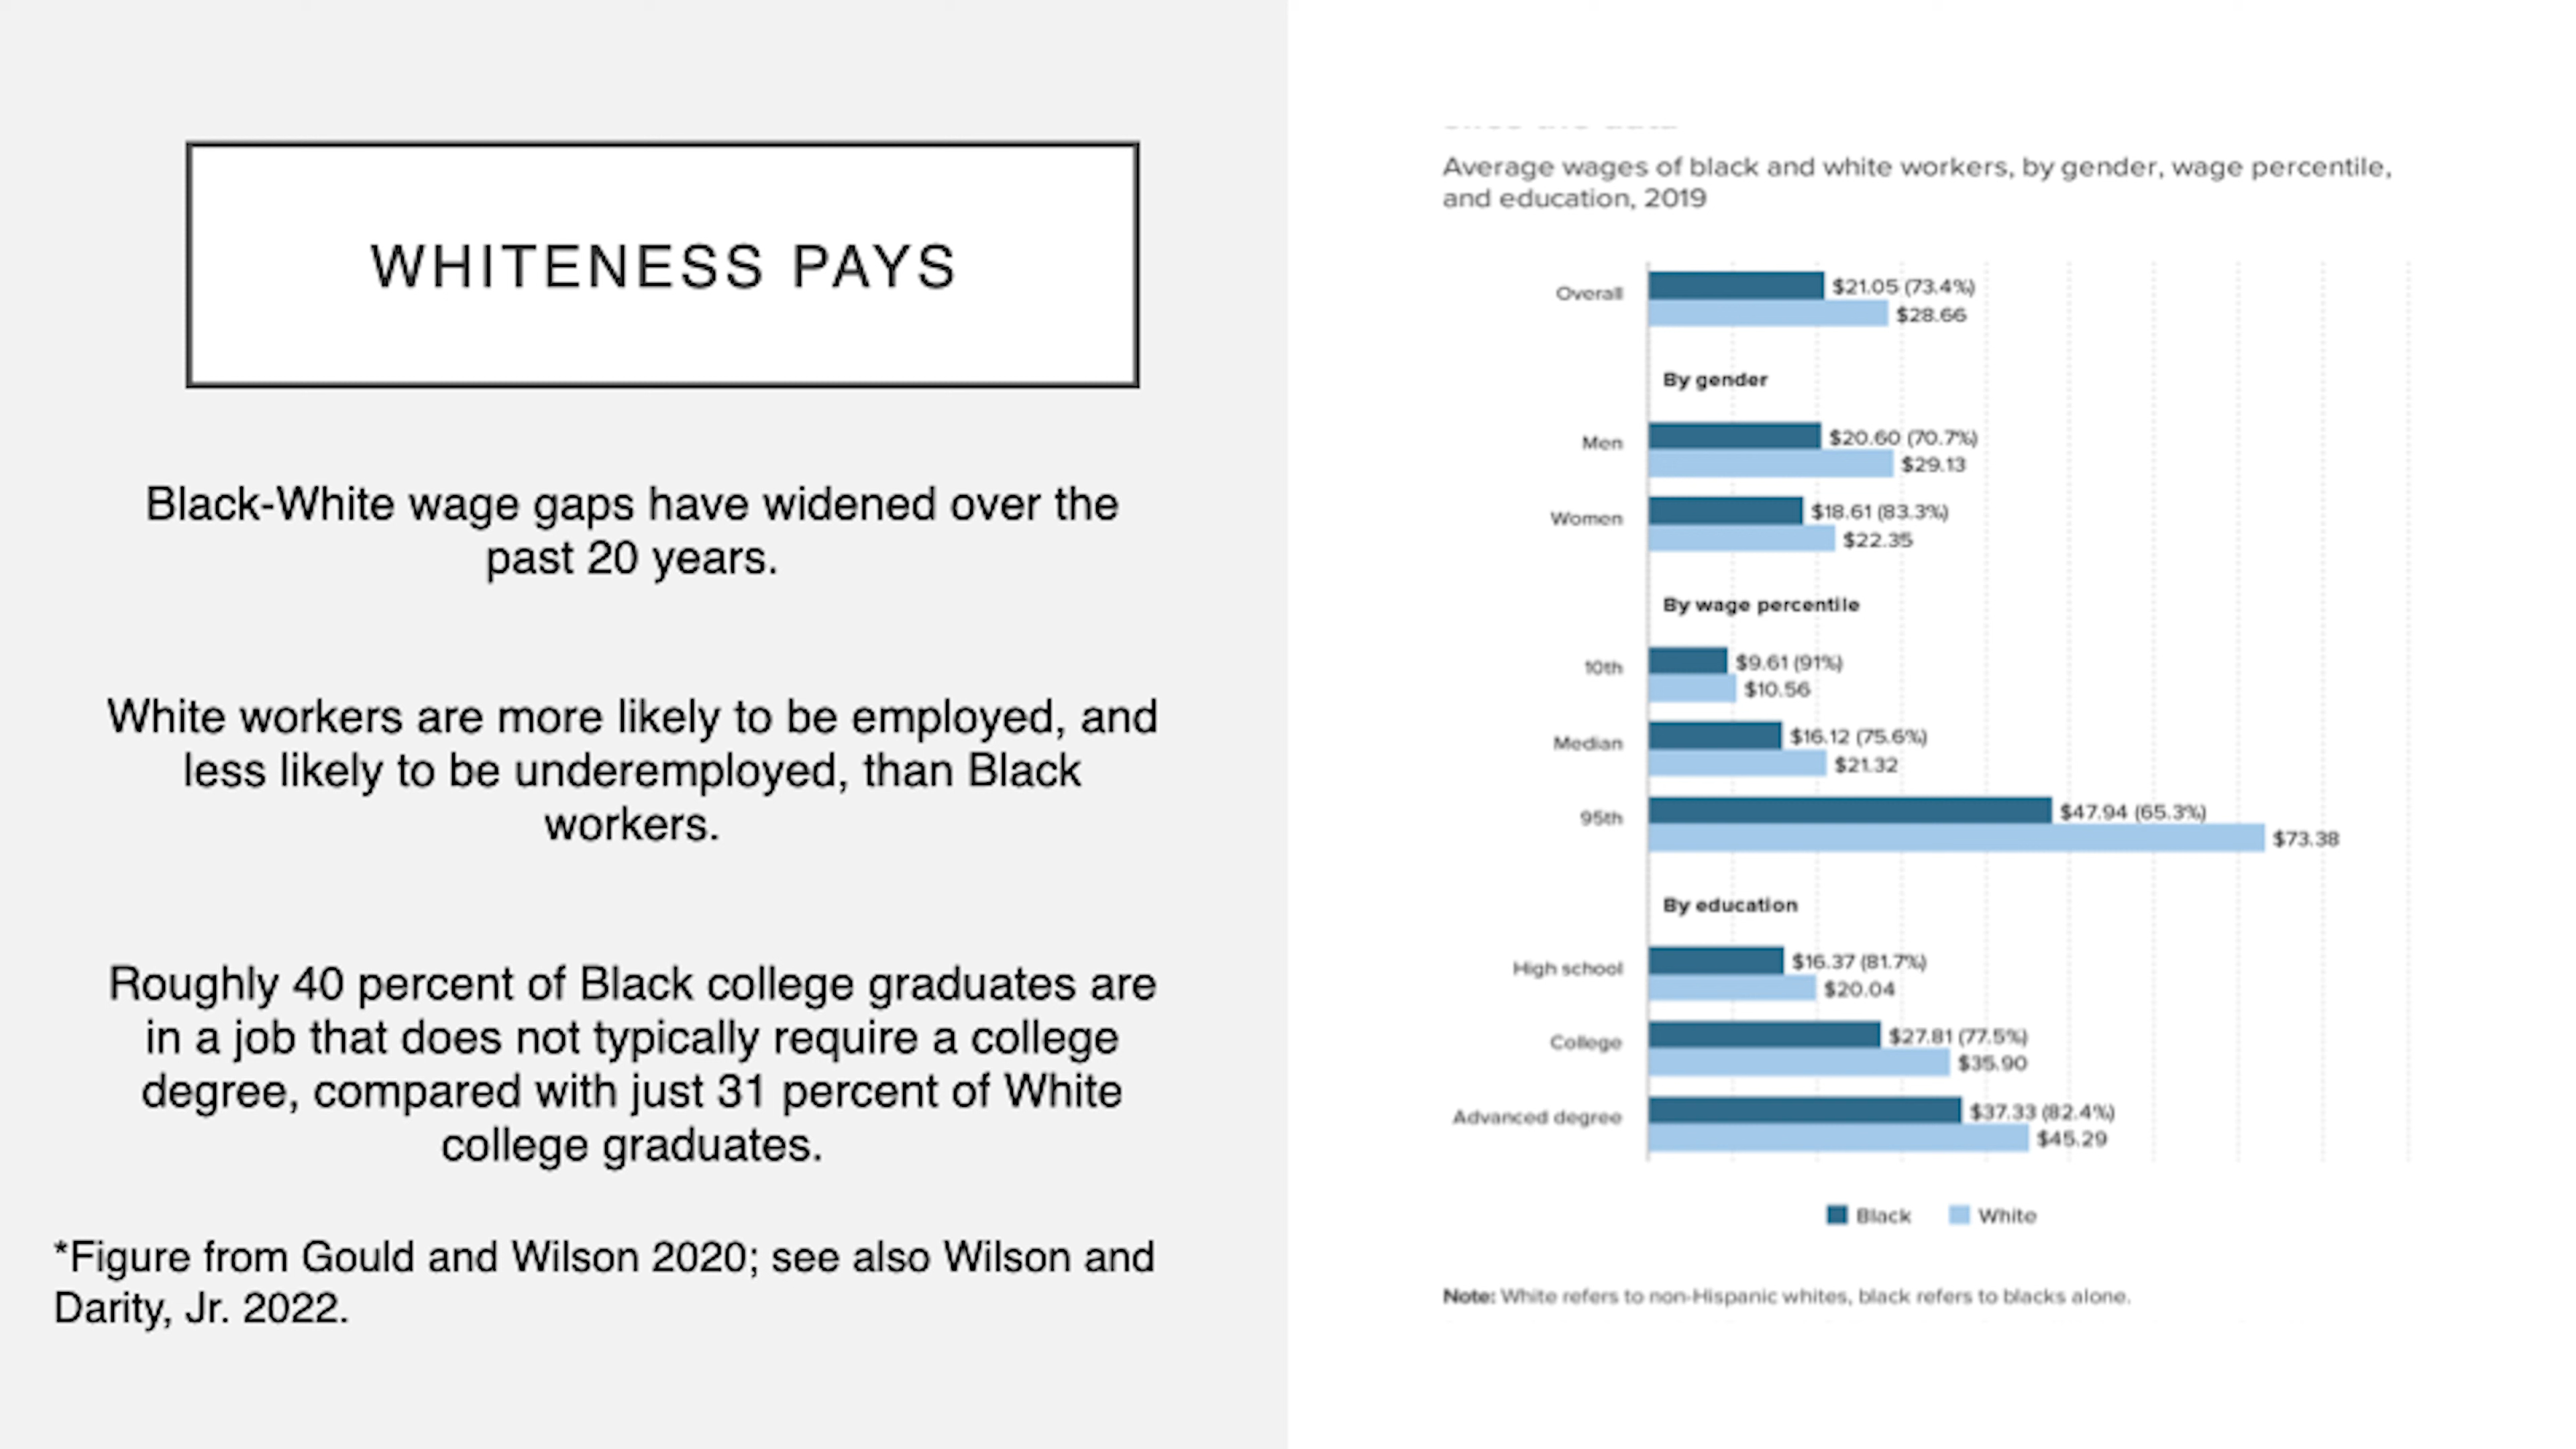 WHITENESS PAYS
Black-White wage gaps have widened over the
past 20 years.
White workers are more likely to be employed, and
less likely to be underemployed, than Black
workers.
Roughly 40 percent of Black college graduates are
in a job that does not typically require a college
degree, compared with just 31 percent of White
college graduates.
*Figure from Gould and Wilson 2020; see also Wilson and
Darity, Jr. 2022.
Average wages of black and white workers, by gender, wage percentile,
and education, 2019
Overall
$21.05 (73.4%)
$28.66
By gender
Men
$20.60 (70.7%)
$29.13
Women
$18.61 (83.3%)
$22.35
By wage percentile
10th
$9.61 (91%)
$10.56
Median
$16.12 (75.6%)
$21.32
95th
$47.94 (65.3%)
$73.38
By education
High school
$16.37 (81.7%)
$20.04
College
$27.81 (77.5%)
$35.90
Advanced degree
$37.33 (82.4%)
$45.29
Black White
Note: White refers to non-Hispanic whites, black refers to blacks alone.